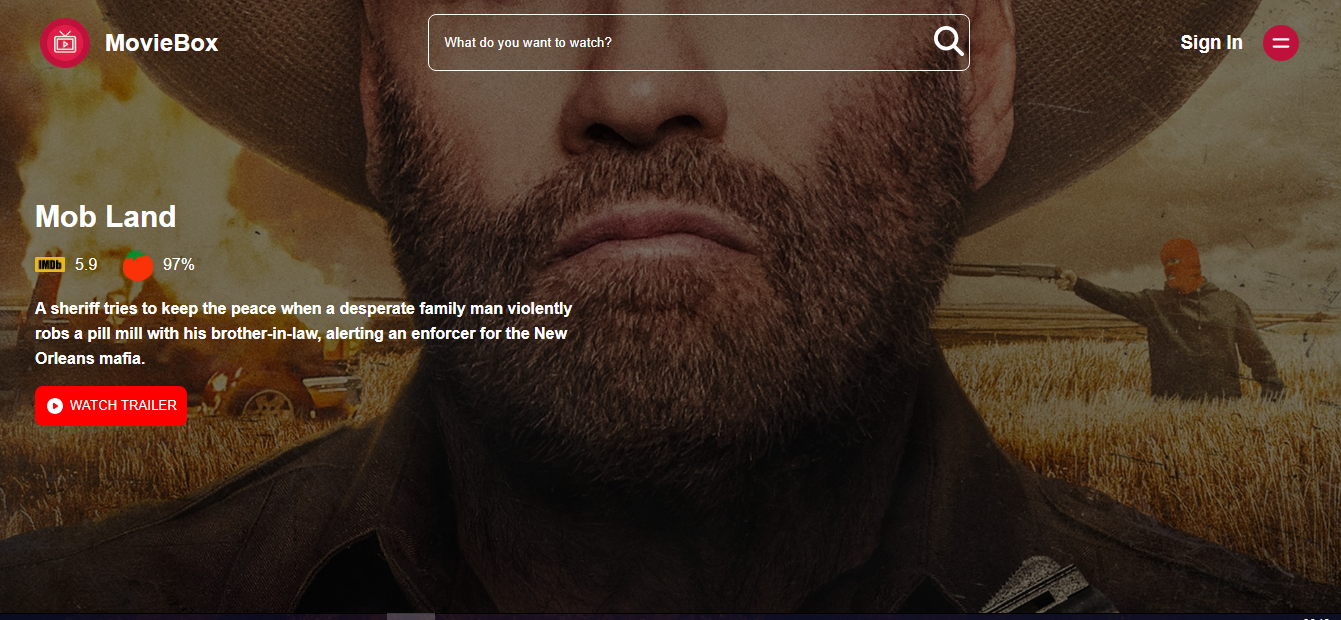 MovieBox
What do you want to watch?
Sign In
Mob Land
IMDb 5.9 97%
A sheriff tries to keep the peace when a desperate family man violently
robs a pill mill with his brother-in-law, alerting an enforcer for the New
Orleans mafia.
WATCH TRAILER